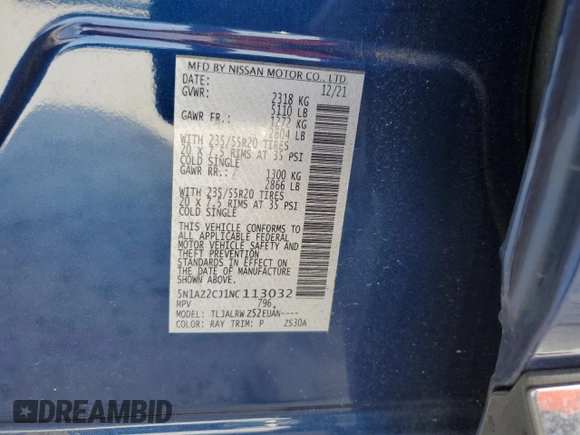 MFD BY NISSAN MOTOR CO., LTD.
DATE: 12/21
GVWR: 2318 KG
5110 LB
GAWR FR.: 1272 KG
2804 LB
WITH 235/55R20 TIRES
20 X 7.5 RIMS AT 35 PSI
COLD SINGLE
GAWR RR.: 1300 KG
2866 LB
WITH 235/55R20 TIRES
20 X 7.5 RIMS AT 35 PSI
COLD SINGLE
THIS VEHICLE CONFORMS TO
ALL APPLICABLE FEDERAL
MOTOR VEHICLE SAFETY AND
THEFT PREVENTION
STANDARDS IN EFFECT ON
THE DATE OF MANUFACTURE
SHOWN ABOVE.
5N1AZ2CJ1NC113032
MPV 796
MODEL: TLJALRWZS2EUAN----
COLOR: RAY TRIM: P ZS30A
DREAMBID